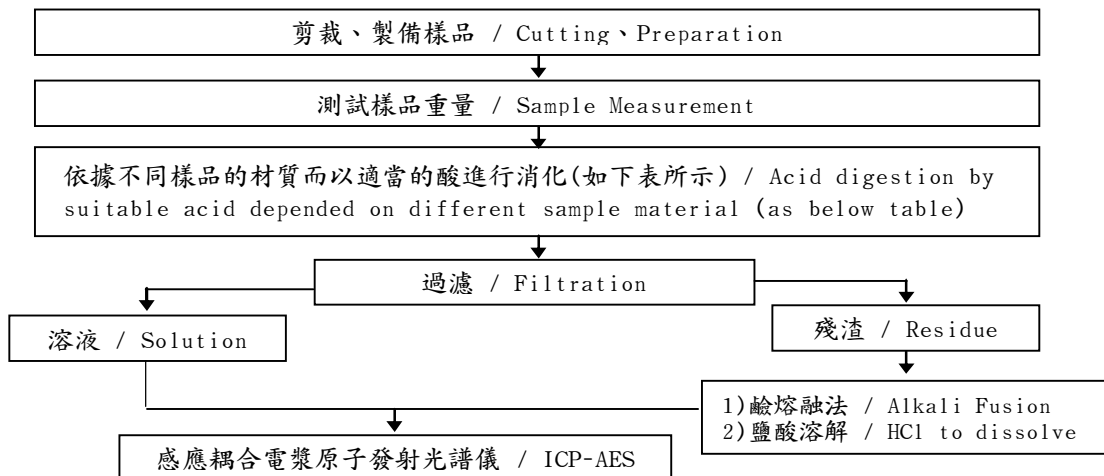 剪裁、製備樣品 / Cutting、Preparation
測試樣品重量 / Sample Measurement
依據不同樣品的材質而以適當的酸進行消化(如下表所示) / Acid digestion by
suitable acid depended on different sample material (as below table)
過濾 / Filtration
溶液 / Solution
殘渣 / Residue
1)鹼熔融法 / Alkali Fusion
2)鹽酸溶解 / HCl to dissolve
感應耦合電漿原子發射光譜儀 / ICP-AES